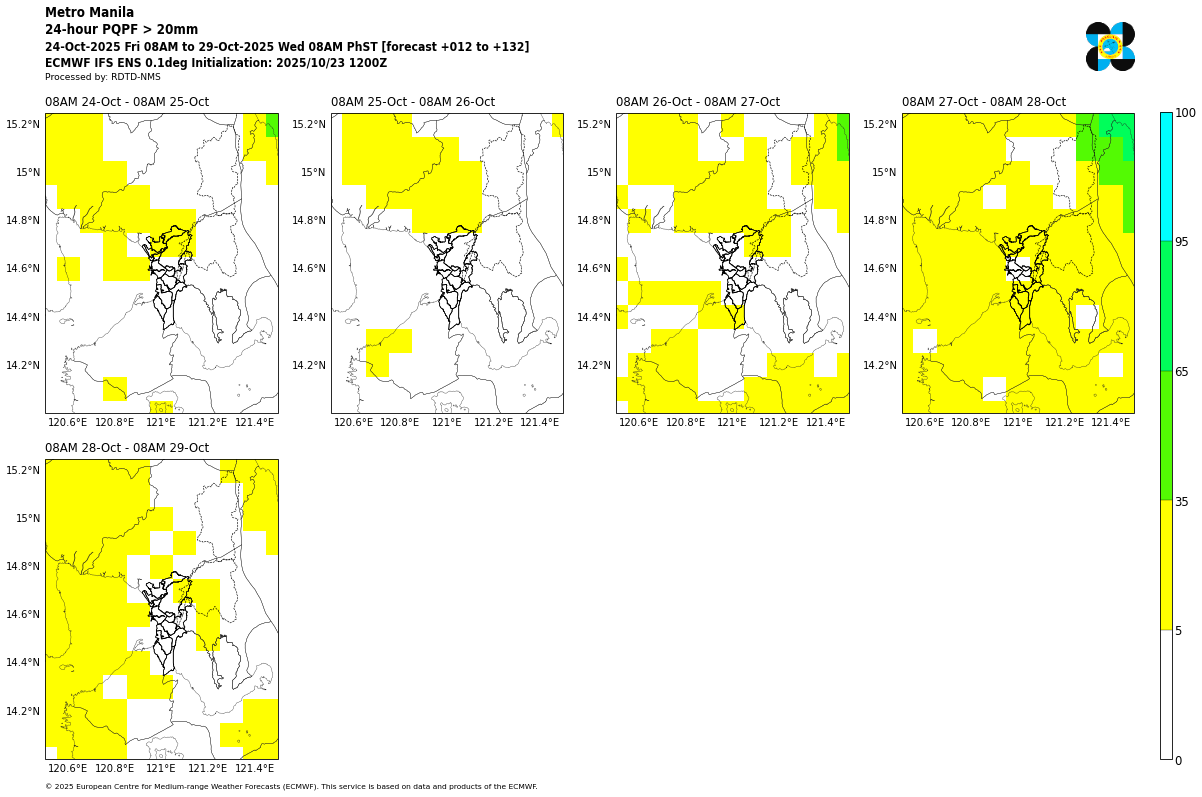 Metro Manila
24-hour PQPF > 20mm
24-Oct-2025 Fri 08AM to 29-Oct-2025 Wed 08AM PhST [forecast +012 to +132]
ECMWF IFS ENS 0.1deg Initialization: 2025/10/23 1200Z
Processed by: RDTD-NMS
08AM 24-Oct - 08AM 25-Oct
08AM 25-Oct - 08AM 26-Oct
08AM 26-Oct - 08AM 27-Oct
08AM 27-Oct - 08AM 28-Oct
15.2°N 15.2°N 15.2°N 15.2°N
15°N 15°N 15°N 15°N
14.8°N 14.8°N 14.8°N 14.8°N
14.6°N 14.6°N 14.6°N 14.6°N
14.4°N 14.4°N 14.4°N 14.4°N
14.2°N 14.2°N 14.2°N 14.2°N
120.6°E 120.8°E 121°E 121.2°E 121.4°E
120.6°E 120.8°E 121°E 121.2°E 121.4°E
120.6°E 120.8°E 121°E 121.2°E 121.4°E
120.6°E 120.8°E 121°E 121.2°E 121.4°E
100
95
65
35
5
0
08AM 28-Oct - 08AM 29-Oct
15.2°N
15°N
14.8°N
14.6°N
14.4°N
14.2°N
120.6°E 120.8°E 121°E 121.2°E 121.4°E
© 2025 European Centre for Medium-range Weather Forecasts (ECMWF). This service is based on data and products of the ECMWF.